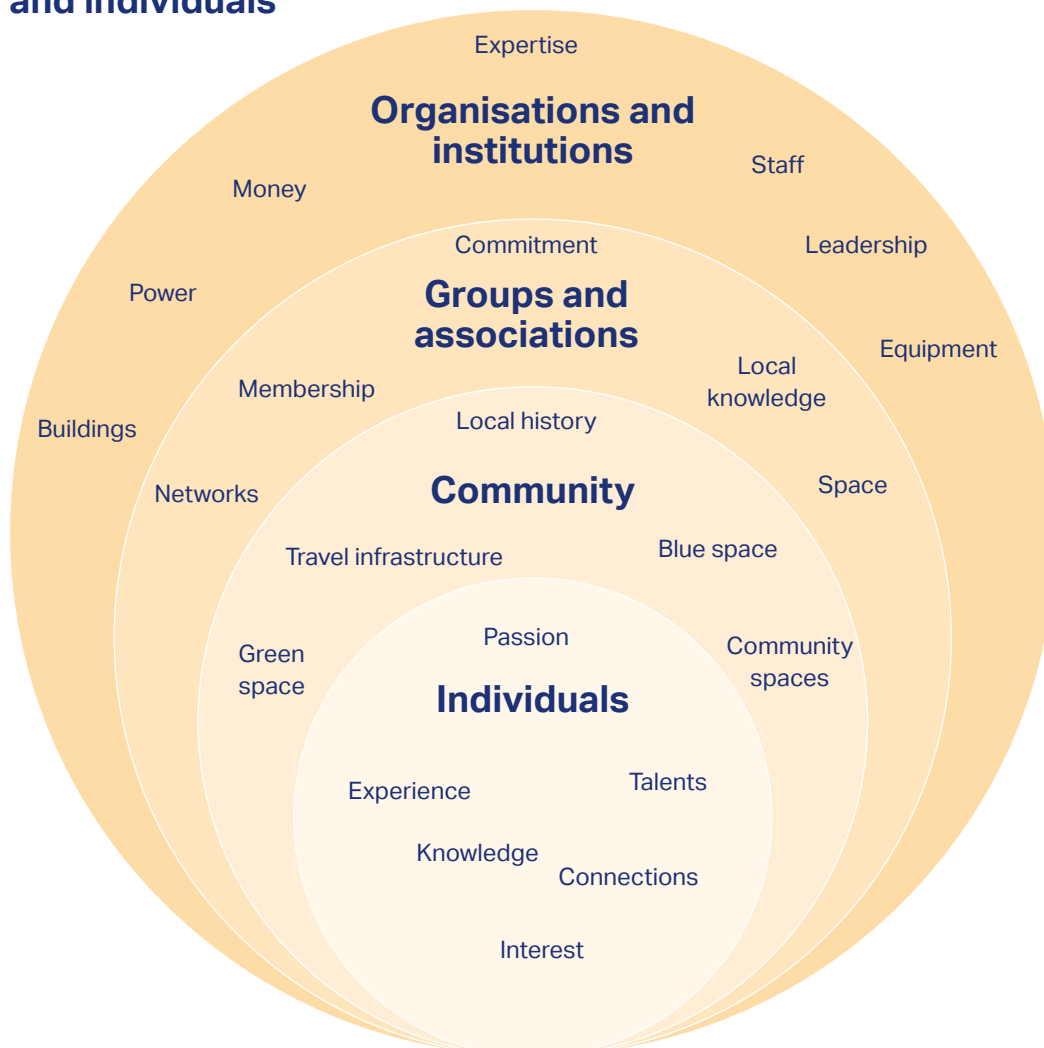 and individuals
Expertise
Organisations and
institutions
Staff
Money
Leadership
Power
Equipment
Buildings
Commitment
Groups and
associations
Local
knowledge
Membership
Space
Networks
Local history
Community
Blue space
Travel infrastructure
Green
space
Community
spaces
Passion
Individuals
Talents
Experience
Knowledge
Connections
Interest